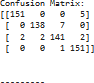 Confusion Matrix:
[[151 0 0 5]
[ 0 138 7 0]
[ 2 2 141 2]
[ 0 0 1 151]]
---------